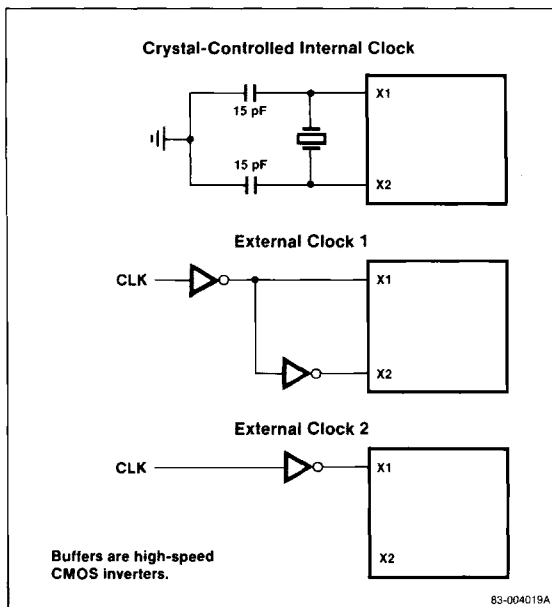 Crystal-Controlled Internal Clock
15 pF
X1
15 pF
X2
External Clock 1
CLK
X1
X2
External Clock 2
CLK
X1
X2
Buffers are high-speed
CMOS inverters.
83-004019A